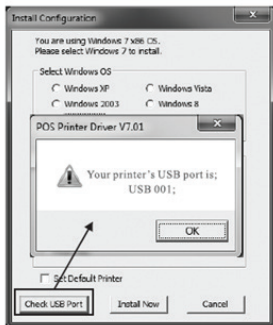 Install Configuration
You are using Windows 7 x86 OS.
Please select Windows 7 to install.
Select Windows OS
Windows XP
Windows Vista
Windows 2003
Windows 8
POS Printer Driver V7.01
Your printer's USB port is;
USB 001;
OK
Set Default Printer
Check USB Port
Install Now
Cancel